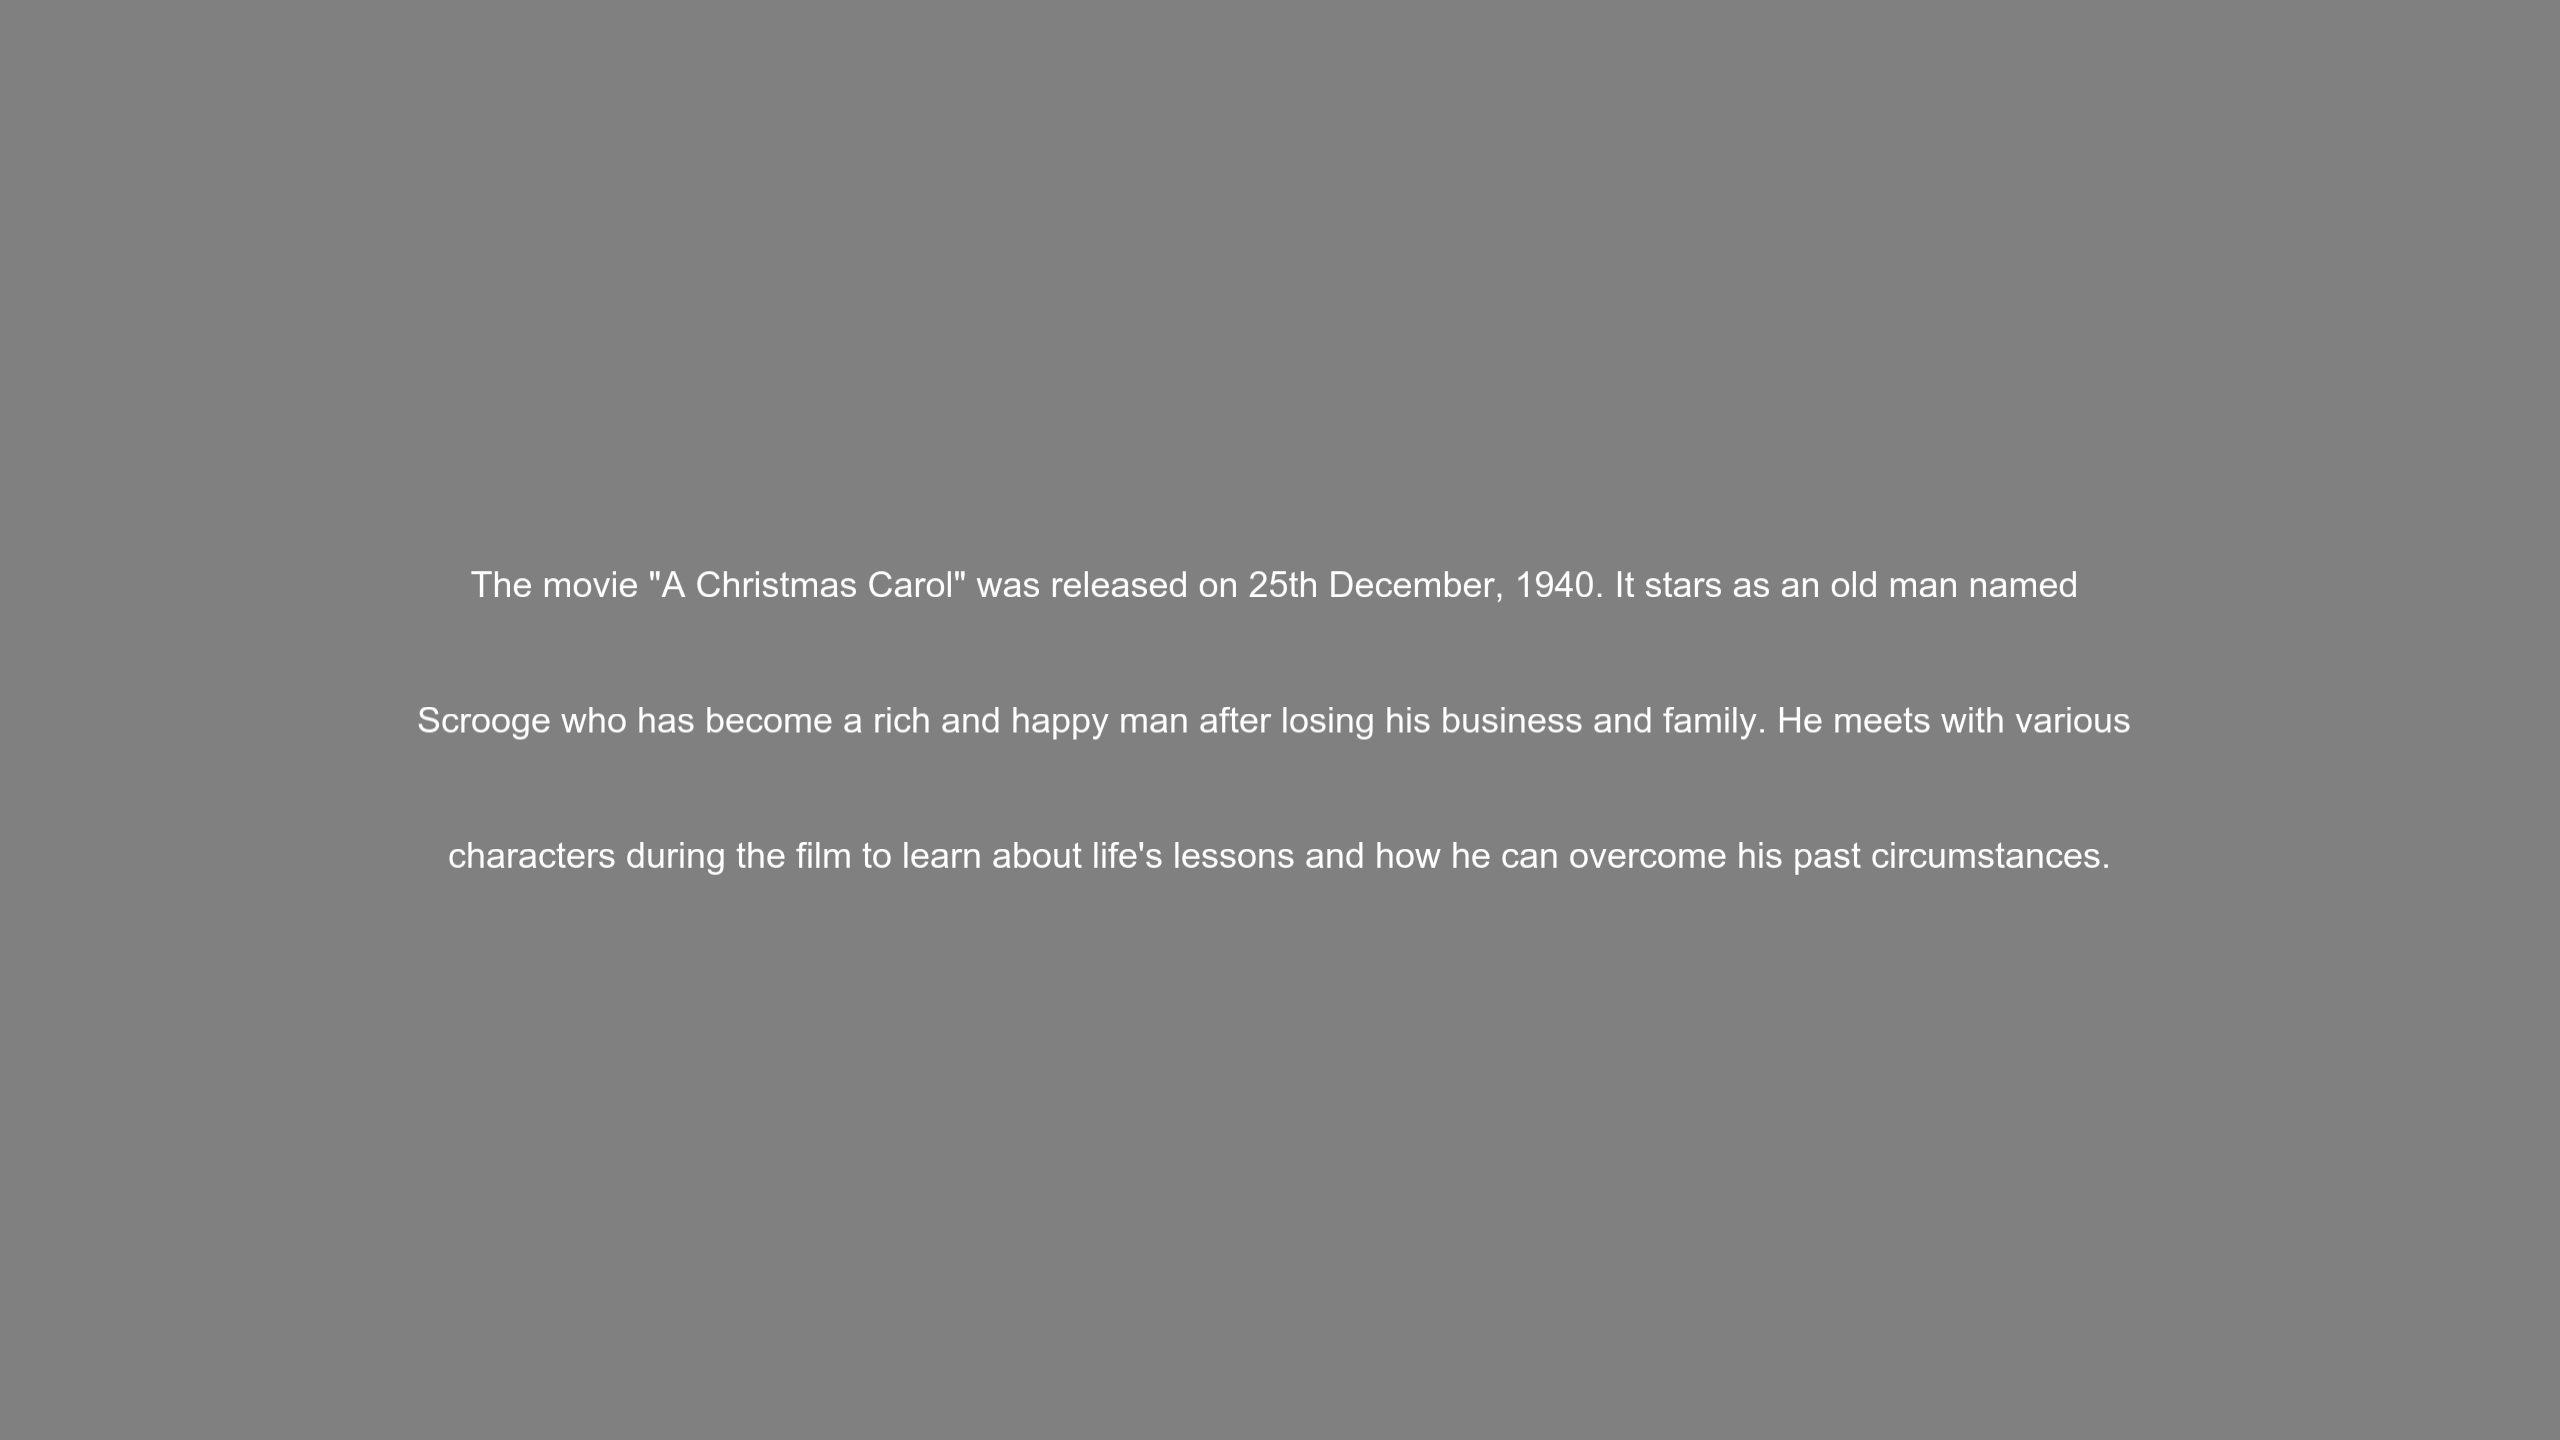 The movie "A Christmas Carol" was released on 25th December, 1940. It stars as an old man named
Scrooge who has become a rich and happy man after losing his business and family. He meets with various
characters during the film to learn about life's lessons and how he can overcome his past circumstances.